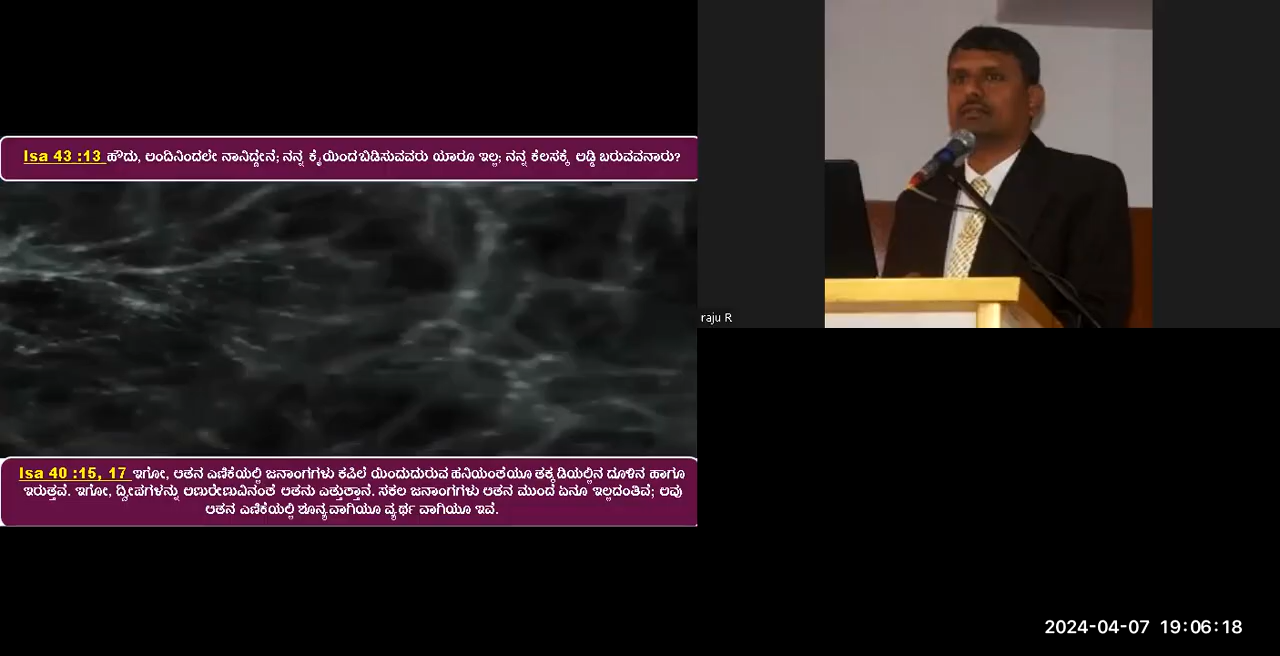 Isa 43 :13 ಹೌದು, ಅಂದಿನಿಂದಲೇ ನಾನಿದ್ದೇನೆ; ನನ್ನ ಕೈಯಿಂದ ಬಿಡಿಸುವವರು ಯಾರೂ ಇಲ್ಲ; ನನ್ನ ಕೆಲಸಕ್ಕೆ ಅಡ್ಡಿ ಬರುವವನಾರು?
raju R
Isa 40 :15, 17 ಇಗೋ, ಆತನ ಎಣಿಕೆಯಲ್ಲಿ ಜನಾಂಗಗಳು ಕಪಿಲೆ ಯಿಂದುದುರುವ ಹನಿಯಂತೆಯೂ ತಕ್ಕಡಿಯಲ್ಲಿನ ದೂಳಿನ ಹಾಗೂ
ಇರುತ್ತವೆ. ಇಗೋ, ದ್ವೀಪಗಳನ್ನು ಅಣುರೇಣುವಿನಂತೆ ಆತನು ಎತ್ತುತ್ತಾನೆ. ಸಕಲ ಜನಾಂಗಗಳು ಆತನ ಮುಂದೆ ಏನೂ ಇಲ್ಲದಂತಿವೆ; ಅವು
ಆತನ ಎಣಿಕೆಯಲ್ಲಿ ಶೂನ್ಯವಾಗಿಯೂ ವ್ಯರ್ಥ ವಾಗಿಯೂ ಇವೆ.
2024-04-07 19:06:18